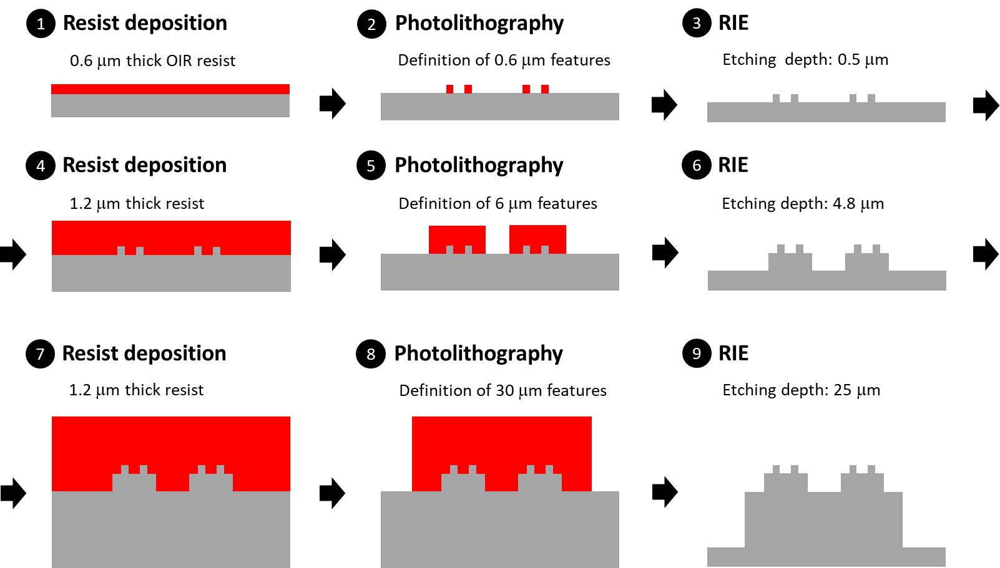 1 Resist deposition
0.6 μm thick OIR resist
2 Photolithography
Definition of 0.6 μm features
3 RIE
Etching depth: 0.5 μm
4 Resist deposition
1.2 μm thick resist
5 Photolithography
Definition of 6 μm features
6 RIE
Etching depth: 4.8 μm
7 Resist deposition
1.2 μm thick resist
8 Photolithography
Definition of 30 μm features
9 RIE
Etching depth: 25 μm